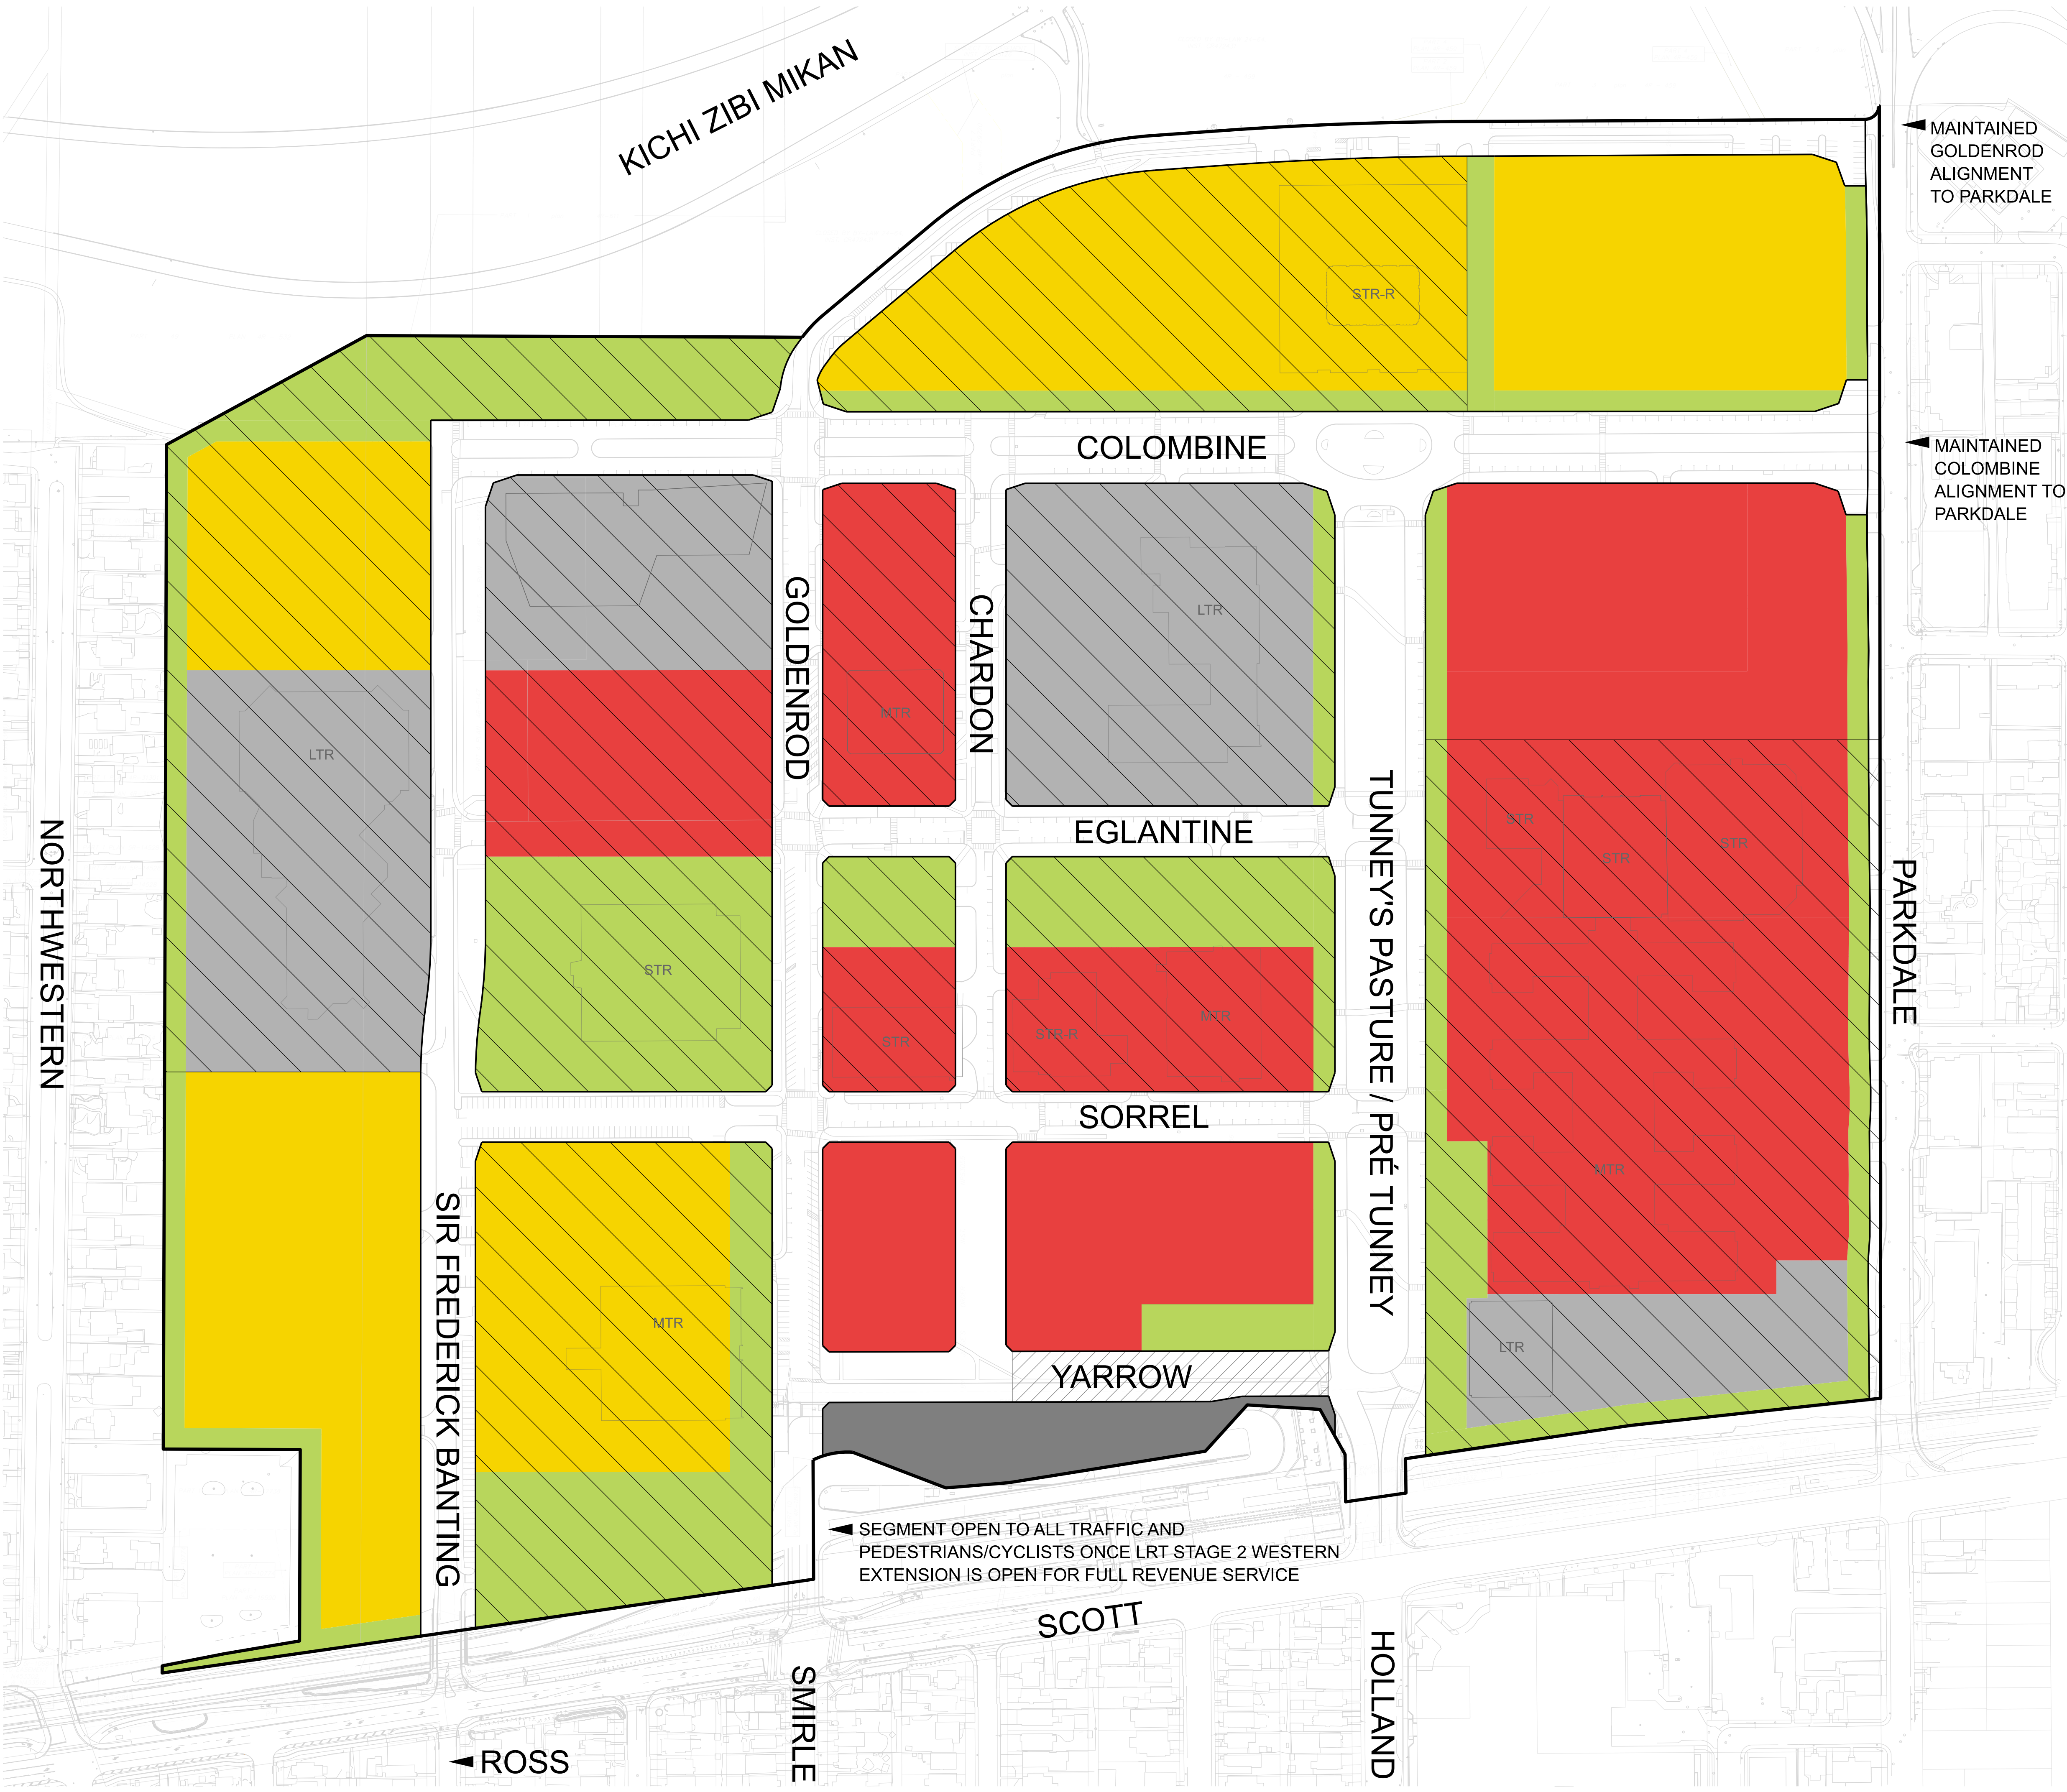 KICHI ZIBI MIKAN
MAINTAINED
GOLDENROD
ALIGNMENT
TO PARKDALE
STR-R
COLOMBINE
MAINTAINED
COLOMBINE
ALIGNMENT TO
PARKDALE
GOLDENROD
CHARDON
LTR
MTR
LTR
EGLANTINE
TUNNEY'S PASTURE / PRÉ TUNNEY
STR
STR
STR
NORTHWESTERN
PARKDALE
STR
STR
STR-R
MTR
SORREL
MTR
SIR FREDERICK BANTING
MTR
LTR
YARROW
SEGMENT OPEN TO ALL TRAFFIC AND
PEDESTRIANS/CYCLISTS ONCE LRT STAGE 2 WESTERN
EXTENSION IS OPEN FOR FULL REVENUE SERVICE
SCOTT
SMIRLE
HOLLAND
ROSS